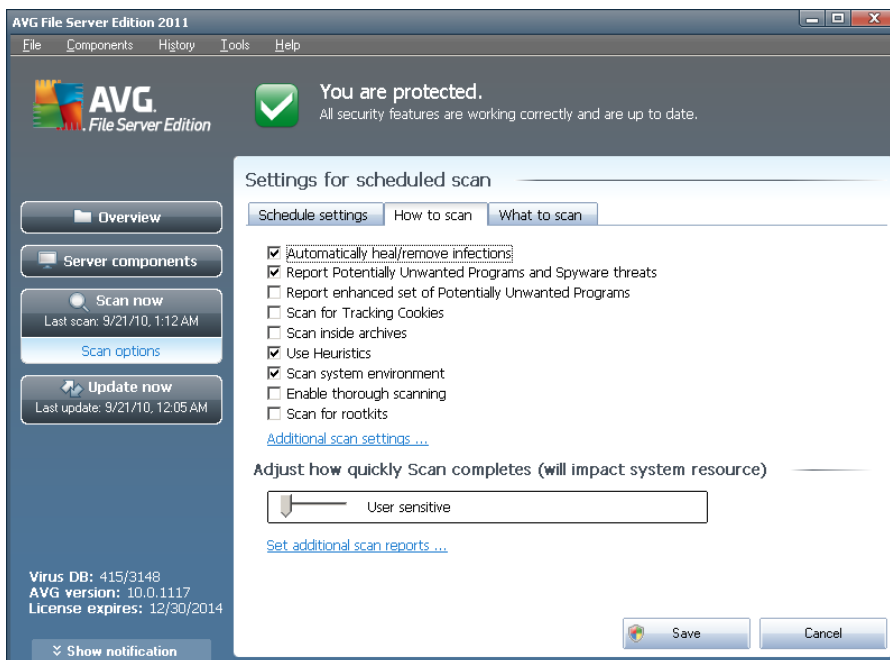 AVG File Server Edition 2011
File Components History Tools Help
AVG.
File Server Edition
You are protected.
All security features are working correctly and are up to date.
Overview
Server components
Scan now
Last scan: 9/21/10, 1:12 AM
Scan options
Update now
Last update: 9/21/10, 12:05 AM
Virus DB: 415/3148
AVG version: 10.0.1117
License expires: 12/30/2014
Show notification
Settings for scheduled scan
Schedule settings How to scan What to scan
Automatically heal/remove infections
Report Potentially Unwanted Programs and Spyware threats
Report enhanced set of Potentially Unwanted Programs
Scan for Tracking Cookies
Scan inside archives
Use Heuristics
Scan system environment
Enable thorough scanning
Scan for rootkits
Additional scan settings ...
Adjust how quickly Scan completes (will impact system resource)
User sensitive
Set additional scan reports ...
Save Cancel